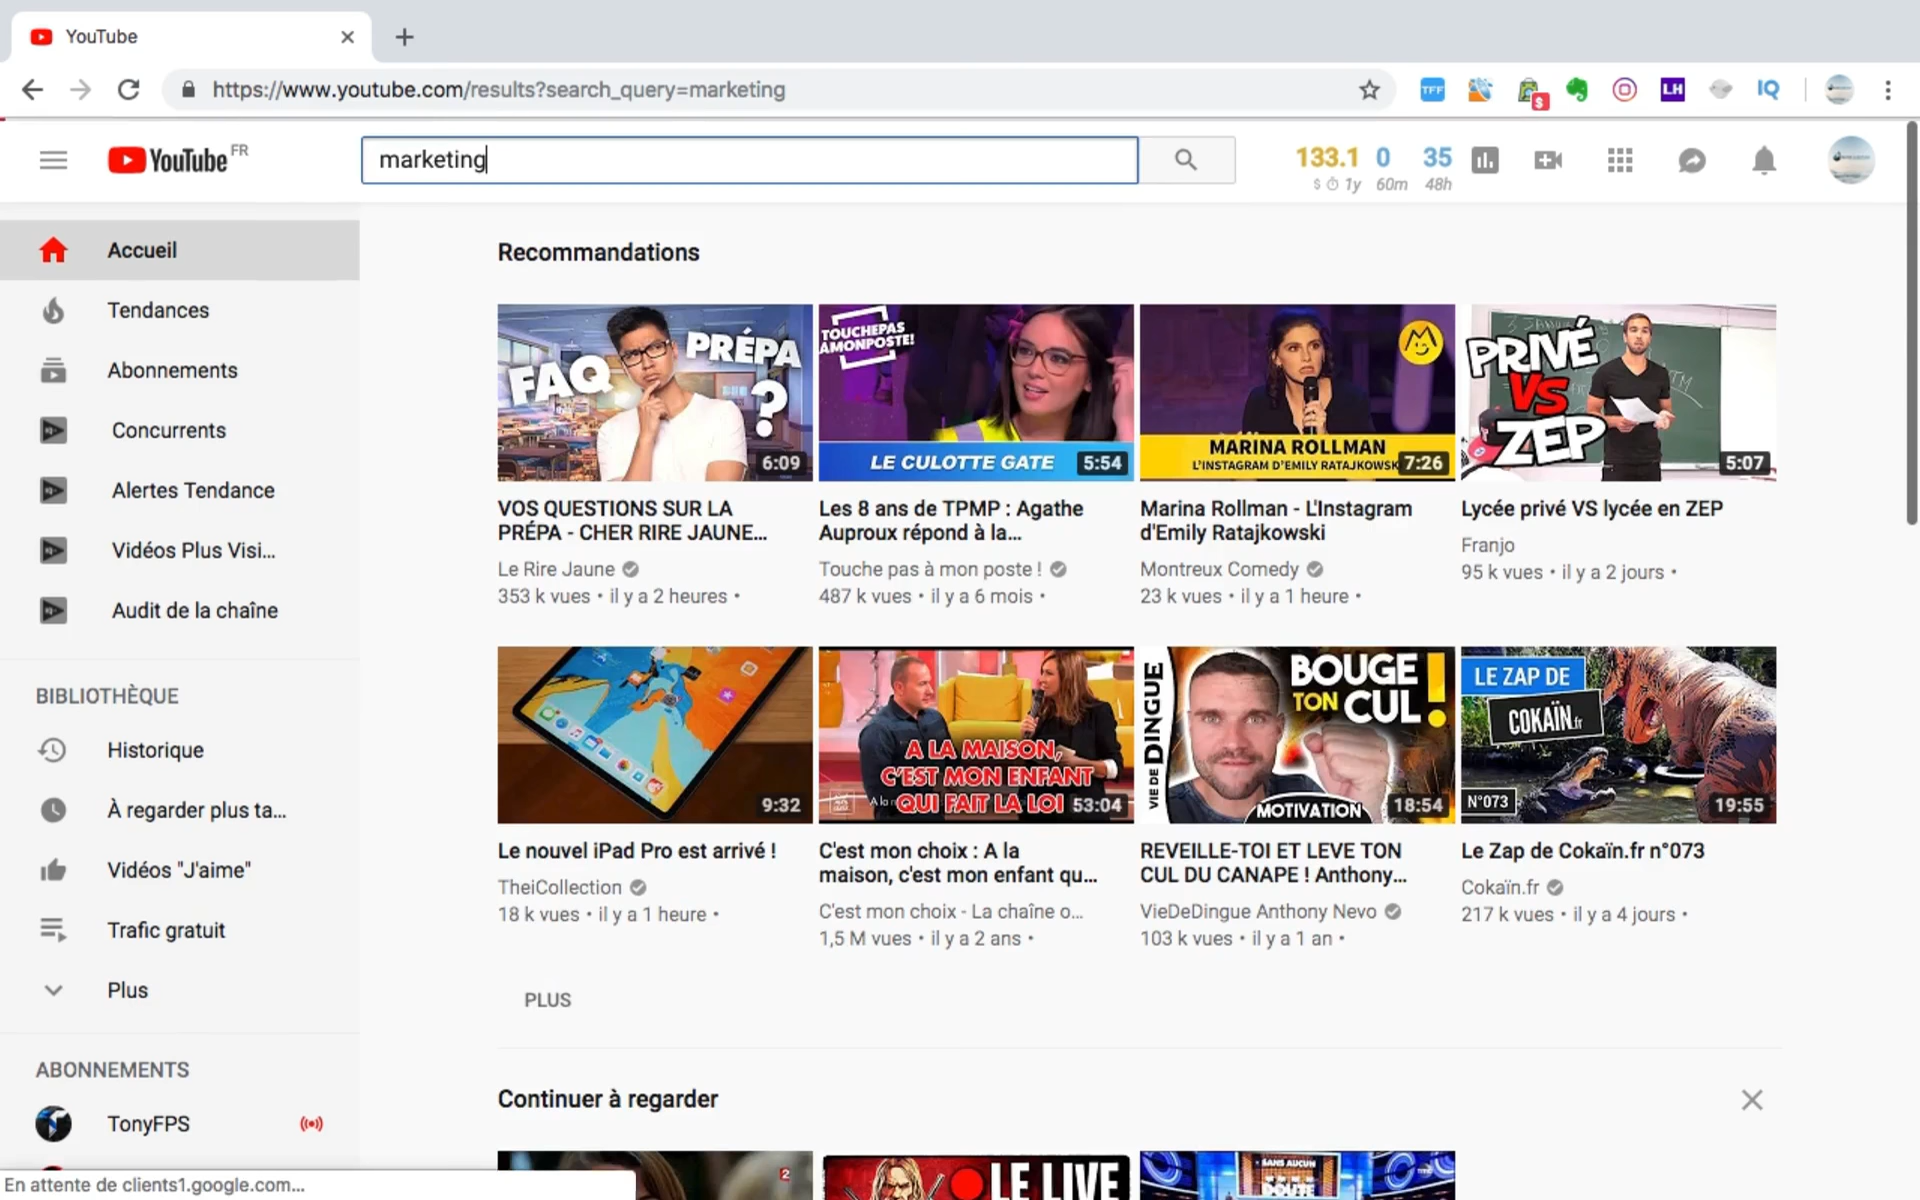 YouTube
https://www.youtube.com/results?search_query=marketing
TFF
$
LH
IQ
YouTube FR
marketing
133.1 0 35
$ 1y 60m 48h
Accueil
Tendances
Abonnements
Concurrents
Alertes Tendance
Vidéos Plus Visi...
Audit de la chaîne
BIBLIOTHÈQUE
Historique
À regarder plus ta...
Vidéos "J'aime"
Trafic gratuit
Plus
ABONNEMENTS
TonyFPS
Recommandations
FAQ PRÉPA ?
6:09
VOS QUESTIONS SUR LA
PRÉPA - CHER RIRE JAUNE...
Le Rire Jaune
353 k vues • il y a 2 heures •
TOUCHEPAS
AMONPOSTE!
LE CULOTTE GATE 5:54
Les 8 ans de TPMP : Agathe
Auproux répond à la...
Touche pas à mon poste !
487 k vues • il y a 6 mois •
MARINA ROLLMAN
L'INSTAGRAM D'EMILY RATAJKOWSK 7:26
Marina Rollman - L'Instagram
d'Emily Ratajkowski
Montreux Comedy
23 k vues • il y a 1 heure •
PRIVÉ
VS
ZEP
5:07
Lycée privé VS lycée en ZEP
Franjo
95 k vues • il y a 2 jours •
9:32
Le nouvel iPad Pro est arrivé !
TheiCollection
18 k vues • il y a 1 heure •
A LA MAISON,
C'EST MON ENFANT
QUI FAIT LA LOI 53:04
C'est mon choix : A la
maison, c'est mon enfant qu...
C'est mon choix - La chaîne o...
1,5 M vues • il y a 2 ans •
VIE DE DINGUE
BOUGE
TON CUL !
MOTIVATION 18:54
REVEILLE-TOI ET LEVE TON
CUL DU CANAPE ! Anthony...
VieDeDingue Anthony Nevo
103 k vues • il y a 1 an •
LE ZAP DE
COKAÏN.fr
N°073 19:55
Le Zap de Cokaïn.fr n°073
Cokaïn.fr
217 k vues • il y a 4 jours •
PLUS
Continuer à regarder
2
LE LIVE
SANS AUCUN
DOUTE
En attente de clients1.google.com...